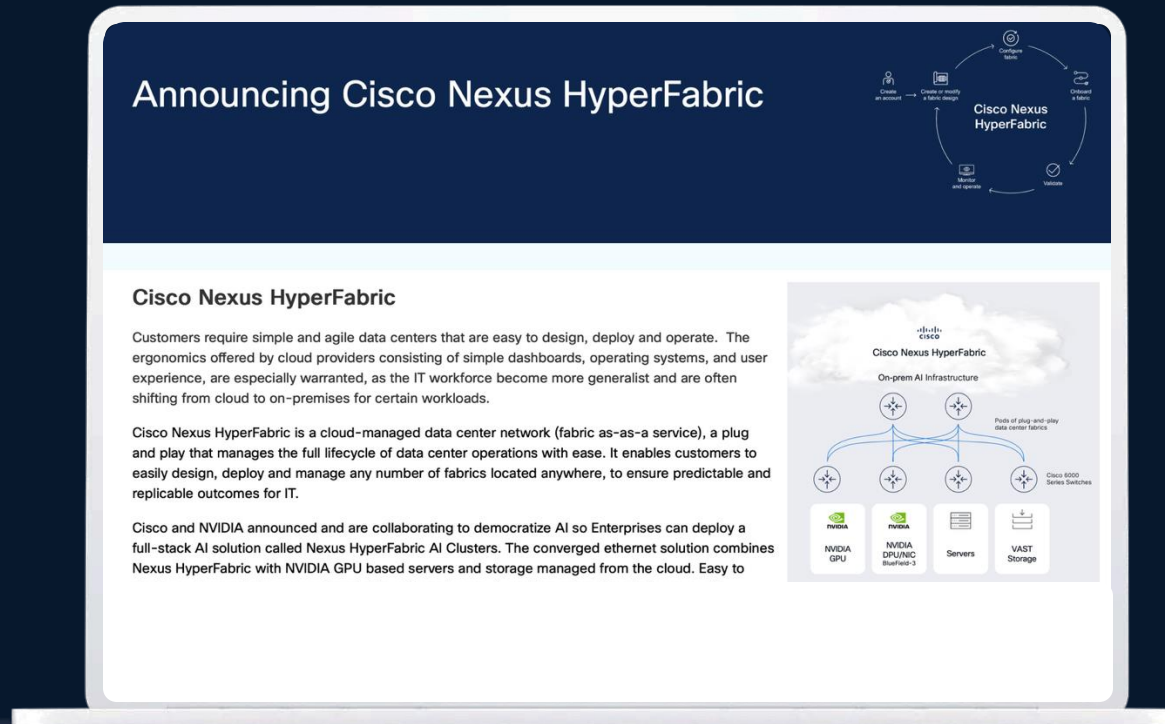 Announcing Cisco Nexus HyperFabric
Configure
fabric
Create
an account
Create or modify
a fabric design
Onboard
a fabric
Cisco Nexus
HyperFabric
Monitor
and operate
Validate
Cisco Nexus HyperFabric
Customers require simple and agile data centers that are easy to design, deploy and operate. The
ergonomics offered by cloud providers consisting of simple dashboards, operating systems, and user
experience, are especially warranted, as the IT workforce become more generalist and are often
shifting from cloud to on-premises for certain workloads.
Cisco Nexus HyperFabric is a cloud-managed data center network (fabric as-as-a service), a plug
and play that manages the full lifecycle of data center operations with ease. It enables customers to
easily design, deploy and manage any number of fabrics located anywhere, to ensure predictable and
replicable outcomes for IT.
Cisco and NVIDIA announced and are collaborating to democratize AI so Enterprises can deploy a
full-stack AI solution called Nexus HyperFabric AI Clusters. The converged ethernet solution combines
Nexus HyperFabric with NVIDIA GPU based servers and storage managed from the cloud. Easy to
CISCO
Cisco Nexus HyperFabric
On-prem AI Infrastructure
Pods of plug-and-play
data center fabrics
Cisco 6000
Series Switches
NVIDIA
NVIDIA
GPU
NVIDIA
NVIDIA
DPU/NIC
BlueField-3
Servers
VAST
Storage